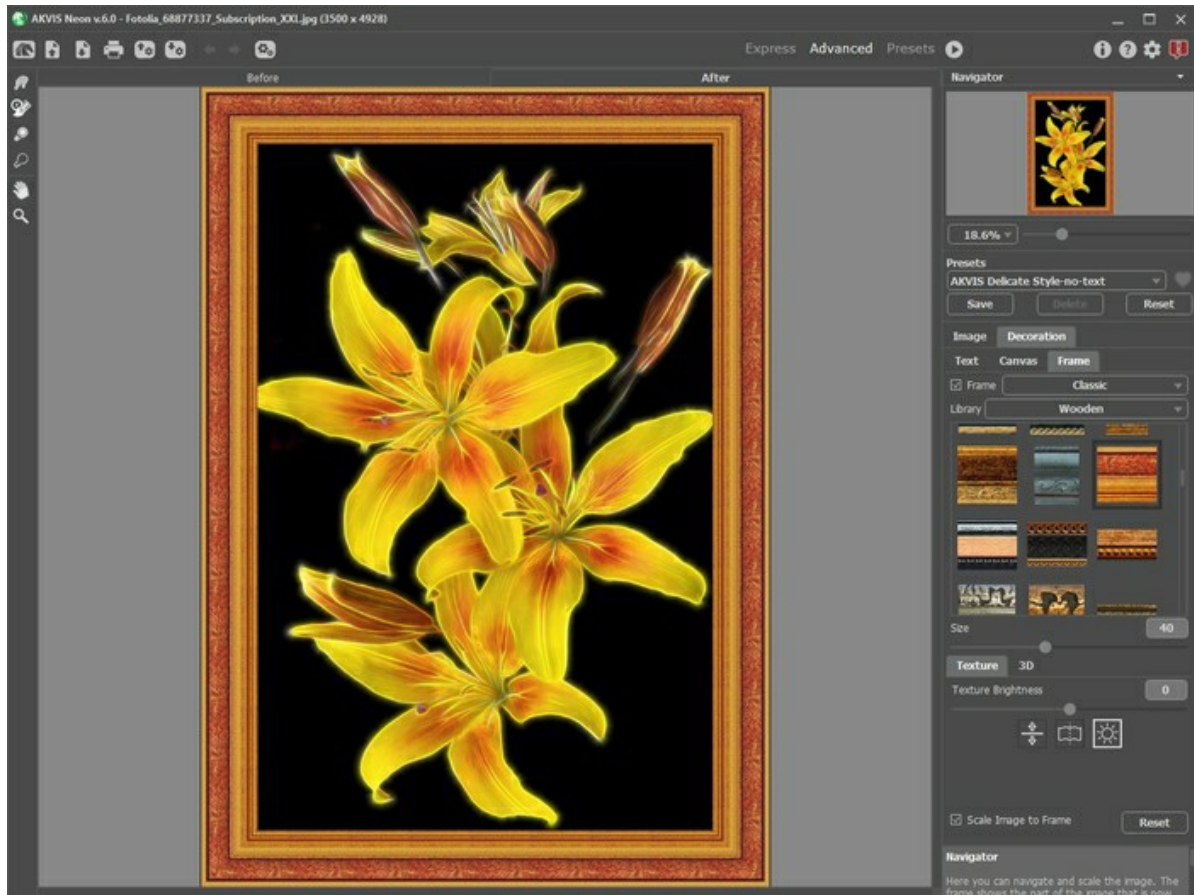 AKVIS Neon v.6.0 - Fotolia_68877337_Subscription_XXL.jpg (3500 x 4928)
Express Advanced Presets
Before After
Navigator
18.6%
Presets
AKVIS Delicate Style-no-text
Save Delete Reset
Image Decoration
Text Canvas Frame
Frame Classic
Library Wooden
Size 40
Texture 3D
Texture Brightness 0
Scale Image to Frame Reset
Navigator
Here you can navigate and scale the image. The
frame shows the part of the image that is now